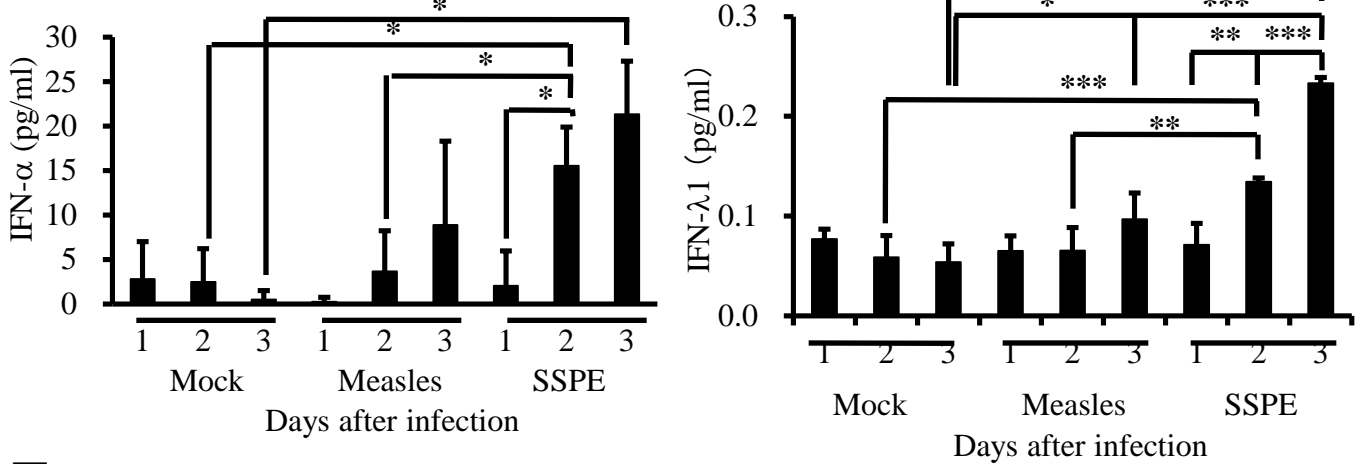 *
*
*
*
30
25
20
15
10
5
0
IFN-α (pg/ml)
1 2 3 1 2 3 1 2 3
Mock Measles SSPE
Days after infection
* ***
** ***
***
**
0.3
0.2
0.1
0.0
IFN-λ1 (pg/ml)
1 2 3 1 2 3 1 2 3
Mock Measles SSPE
Days after infection